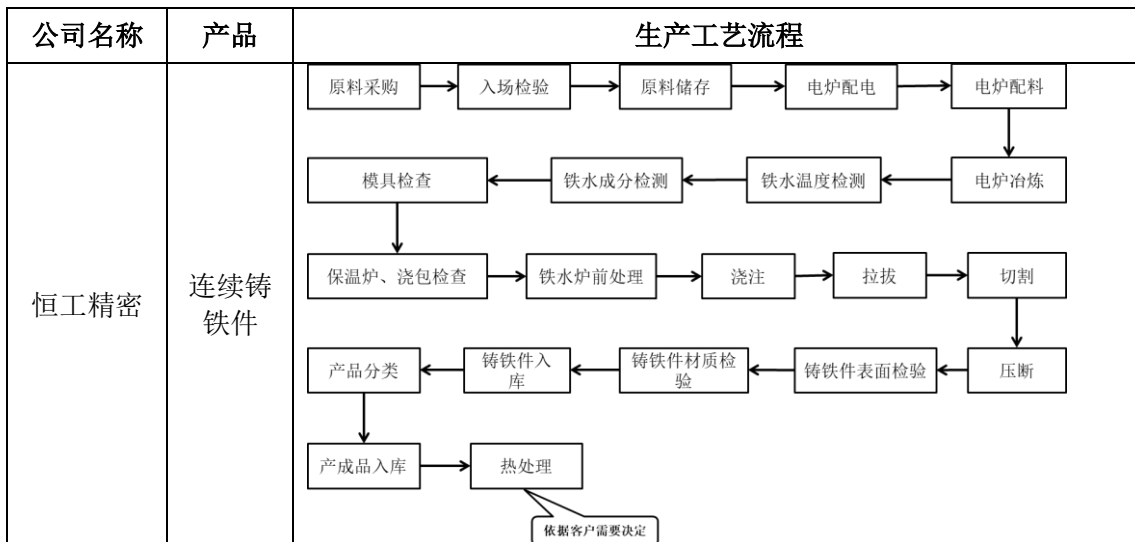 公司名称 产品 生产工艺流程
恒工精密
连续铸
铁件
原料采购 入场检验 原料储存 电炉配电 电炉配料
模具检查 铁水成分检测 铁水温度检测 电炉冶炼
保温炉、浇包检查 铁水炉前处理 浇注 拉拔 切割
产品分类
铸铁件入
库
铸铁件材质检
验
铸铁件表面检验 压断
产成品入库 热处理
依据客户需要决定